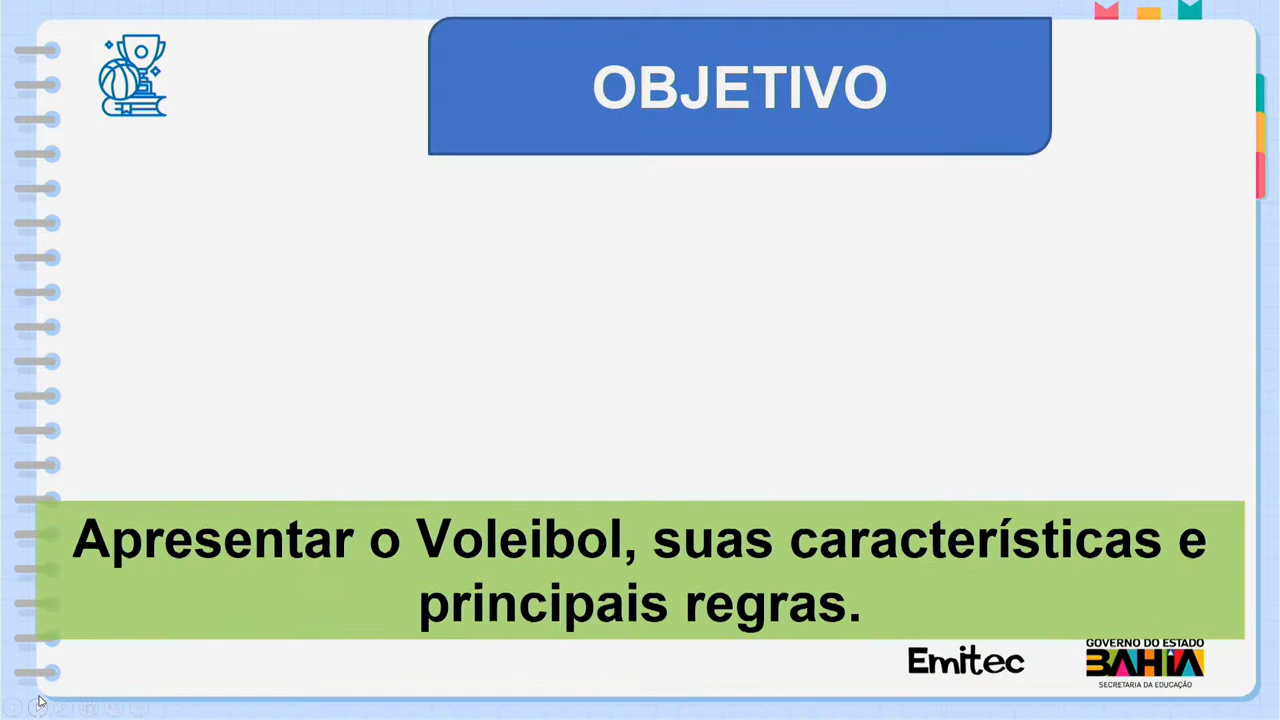 OBJETIVO
Apresentar o Voleibol, suas características e
principais regras.
Emitec
GOVERNO DO ESTADO
BAHIA
SECRETARIA DA EDUCAÇÃO